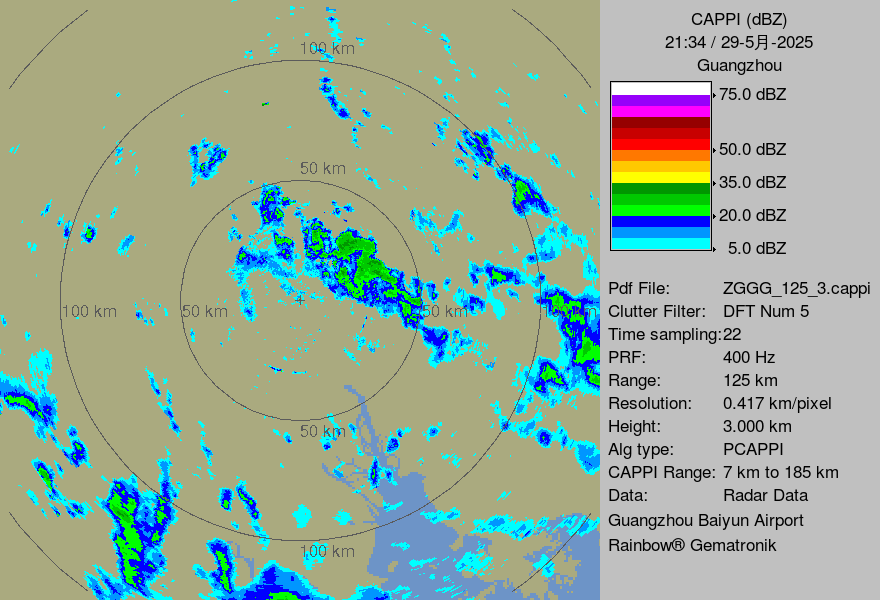 CAPPI (dBZ)
21:34 / 29-5月-2025
Guangzhou
75.0 dBZ
50.0 dBZ
35.0 dBZ
20.0 dBZ
5.0 dBZ
Pdf File: ZGGG_125_3.cappi
Clutter Filter: DFT Num 5
Time sampling:22
PRF: 400 Hz
Range: 125 km
Resolution: 0.417 km/pixel
Height: 3.000 km
Alg type: PCAPPI
CAPPI Range: 7 km to 185 km
Data: Radar Data
Guangzhou Baiyun Airport
Rainbow® Gematronik
100 km
50 km
100 km
50 km
50 km
50 km
100 km